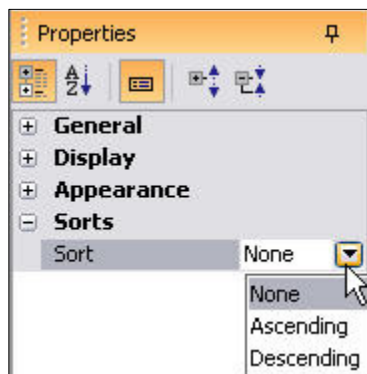 Properties
A
Z
General
Display
Appearance
Sorts
Sort None
None
Ascending
Descending